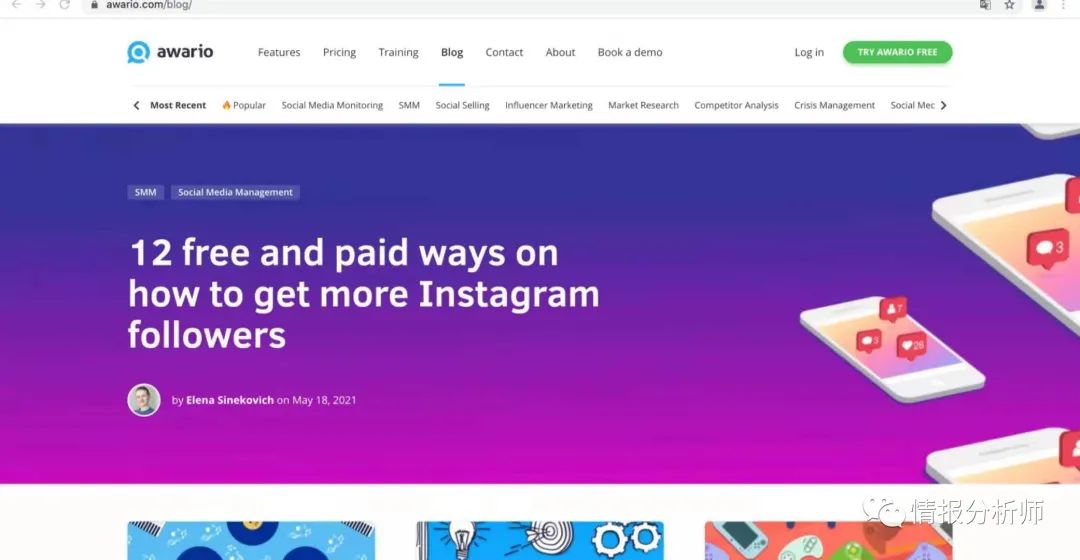 awario.com/blog/
awario Features Pricing Training Blog Contact About Book a demo Log in TRY AWARIO FREE
Most Recent Popular Social Media Monitoring SMM Social Selling Influencer Marketing Market Research Competitor Analysis Crisis Management Social Mec
SMM Social Media Management
12 free and paid ways on
how to get more Instagram
followers
3
7
3
26
by Elena Sinekovich on May 18, 2021
情报分析师